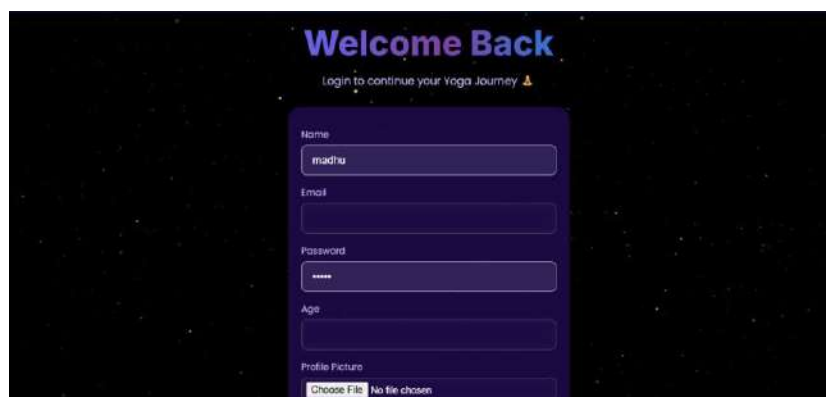 Welcome Back
Login to continue your Yoga Journey
Name
madhu
Email
Password
•••••
Age
Profile Picture
Choose File No file chosen